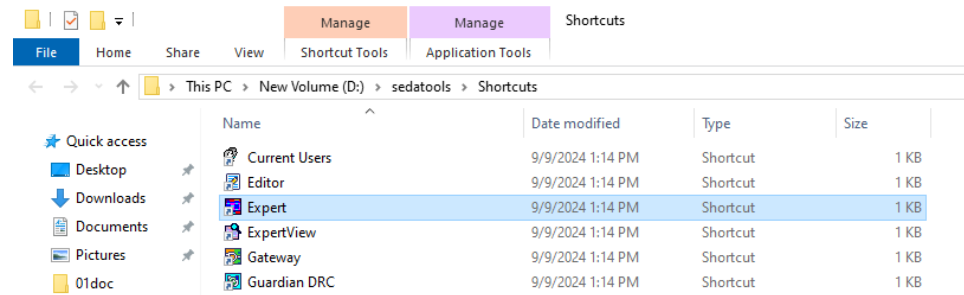 Manage Manage Shortcuts
File Home Share View Shortcut Tools Application Tools
This PC > New Volume (D:) > sedatools > Shortcuts
Name Date modified Type Size
Quick access
Current Users 9/9/2024 1:14 PM Shortcut 1 KB
Desktop
Editor 9/9/2024 1:14 PM Shortcut 1 KB
Downloads
Expert 9/9/2024 1:14 PM Shortcut 1 KB
Documents
ExpertView 9/9/2024 1:14 PM Shortcut 1 KB
Pictures
Gateway 9/9/2024 1:14 PM Shortcut 1 KB
01doc
Guardian DRC 9/9/2024 1:14 PM Shortcut 1 KB